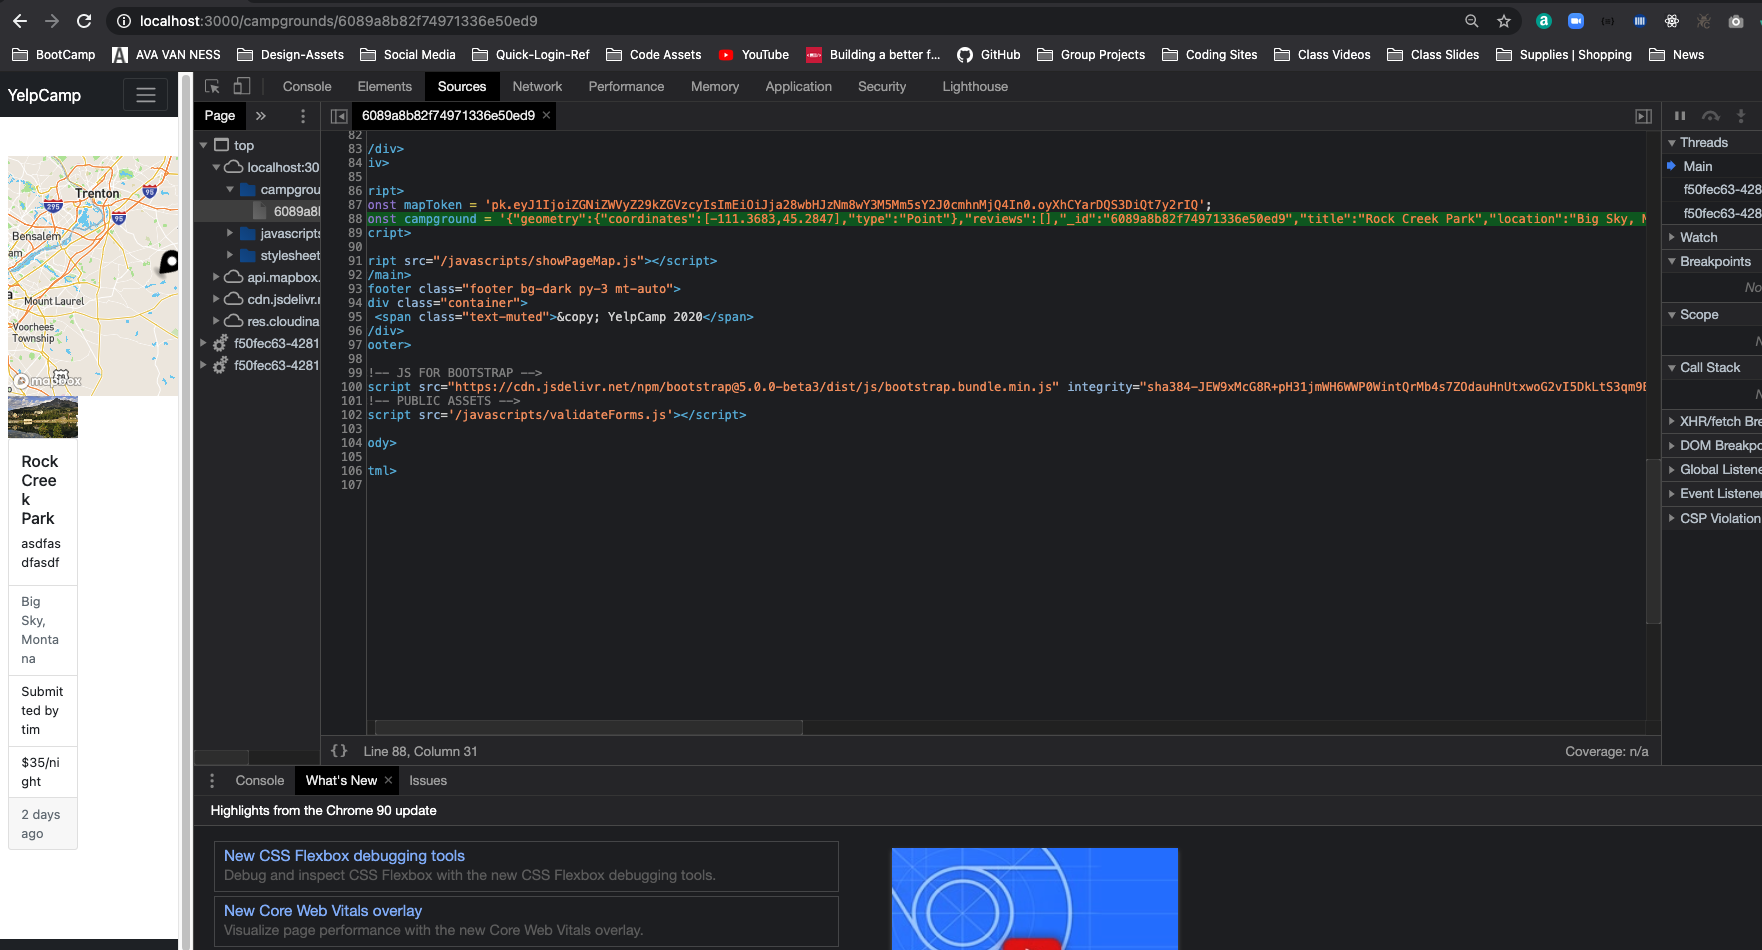 localhost:3000/campgrounds/6089a8b82f74971336e50ed9
BootCamp
AVA VAN NESS
Design-Assets
Social Media
Quick-Login-Ref
Code Assets
YouTube
Building a better f...
GitHub
Group Projects
Coding Sites
Class Videos
Class Slides
Supplies | Shopping
News
YelpCamp
Console Elements Sources Network Performance Memory Application Security Lighthouse
Page »
6089a8b82f74971336e50ed9 ×
top
localhost:30
campgrou
6089a8
javascripts
stylesheet
api.mapbox.
cdn.jsdelivr.
res.cloudina
f50fec63-4281
f50fec63-4281
82
83 /div>
84 iv>
85
86 ript>
87 onst mapToken =
88 onst campground = '{"geometry":{"coordinates":[-111.3683,45.2847],"type":"Point"},"reviews":[],"_id":"6089a8b82f74971336e50ed9","title":"Rock Creek Park","location":"Big Sky,
89 cript>
90
91 ript src="/javascripts/showPageMap.js"></script>
92 /main>
93 footer class="footer bg-dark py-3 mt-auto">
94 div class="container">
95 <span class="text-muted">&copy; YelpCamp 2020</span>
96 /div>
97 ooter>
98
99 !-- JS FOR BOOTSTRAP -->
100 script src="https://cdn.jsdelivr.net/npm/bootstrap@5.0.0-beta3/dist/js/bootstrap.bundle.min.js" integrity="sha384-JEW9xMcG8R+pH31jmWH6WWP0WintQrMb4s7ZOdauHnUtxwoG2vI5DkLtS3qm9E
101 !-- PUBLIC ASSETS -->
102 script src='/javascripts/validateForms.js'></script>
103
104 ody>
105
106 tml>
107
{} Line 88, Column 31
Coverage: n/a
Threads
Main
f50fec63-428
f50fec63-428
Watch
Breakpoints
No
Scope
N
Call Stack
N
XHR/fetch Bre
DOM Breakpo
Global Listene
Event Listener
CSP Violation
Trenton
295
95
95
Bensalem
am
a
Mount Laurel
Voorhees
Township
mapbox
Rock
Cree
k
Park
asdfas
dfasdf
Big
Sky,
Monta
na
Submit
ted by
tim
$35/ni
ght
2 days
ago
Console What's New × Issues
Highlights from the Chrome 90 update
New CSS Flexbox debugging tools
Debug and inspect CSS Flexbox with the new CSS Flexbox debugging tools.
New Core Web Vitals overlay
Visualize page performance with the new Core Web Vitals overlay.